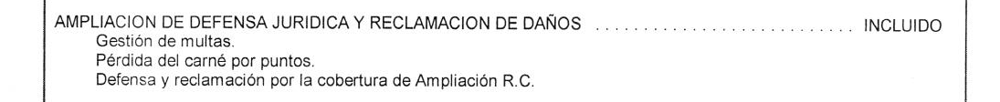 AMPLIACION DE DEFENSA JURIDICA Y RECLAMACION DE DAÑOS ........................... INCLUIDO
Gestión de multas.
Pérdida del carné por puntos.
Defensa y reclamación por la cobertura de Ampliación R.C.